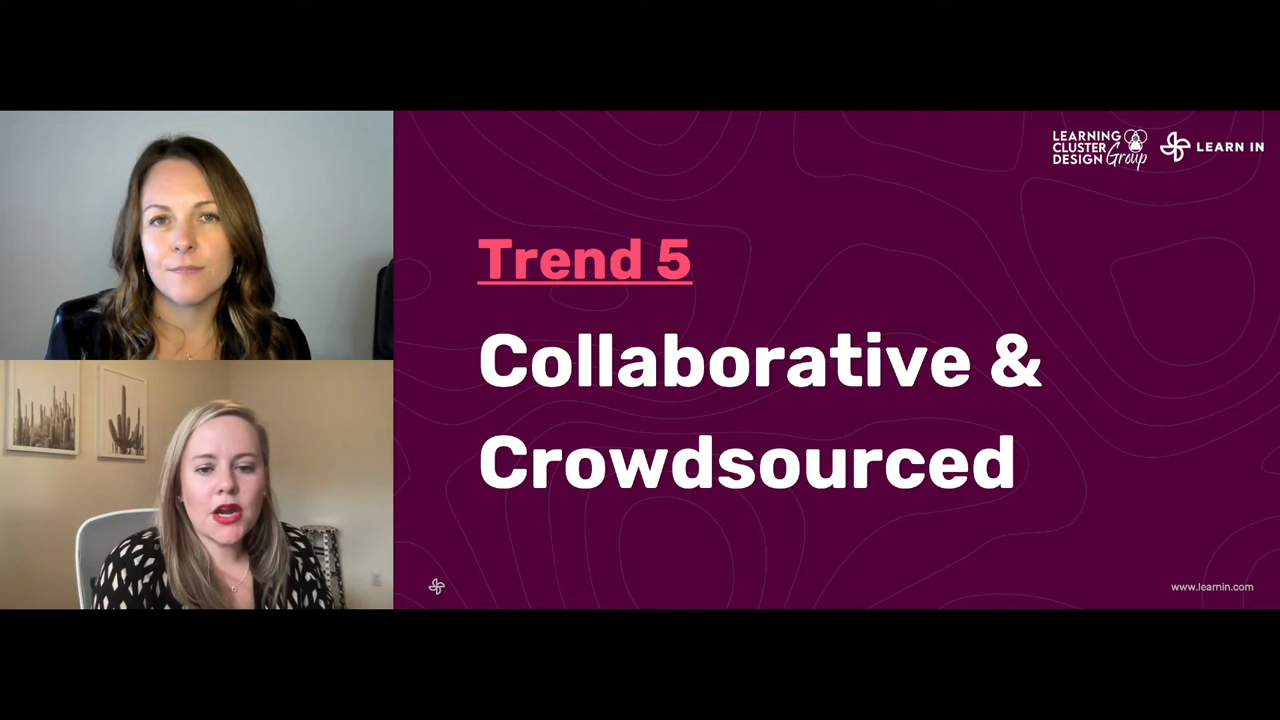 LEARNING
CLUSTER
DESIGN Group
LEARN IN
Trend 5
Collaborative &
Crowdsourced
www.learnin.com